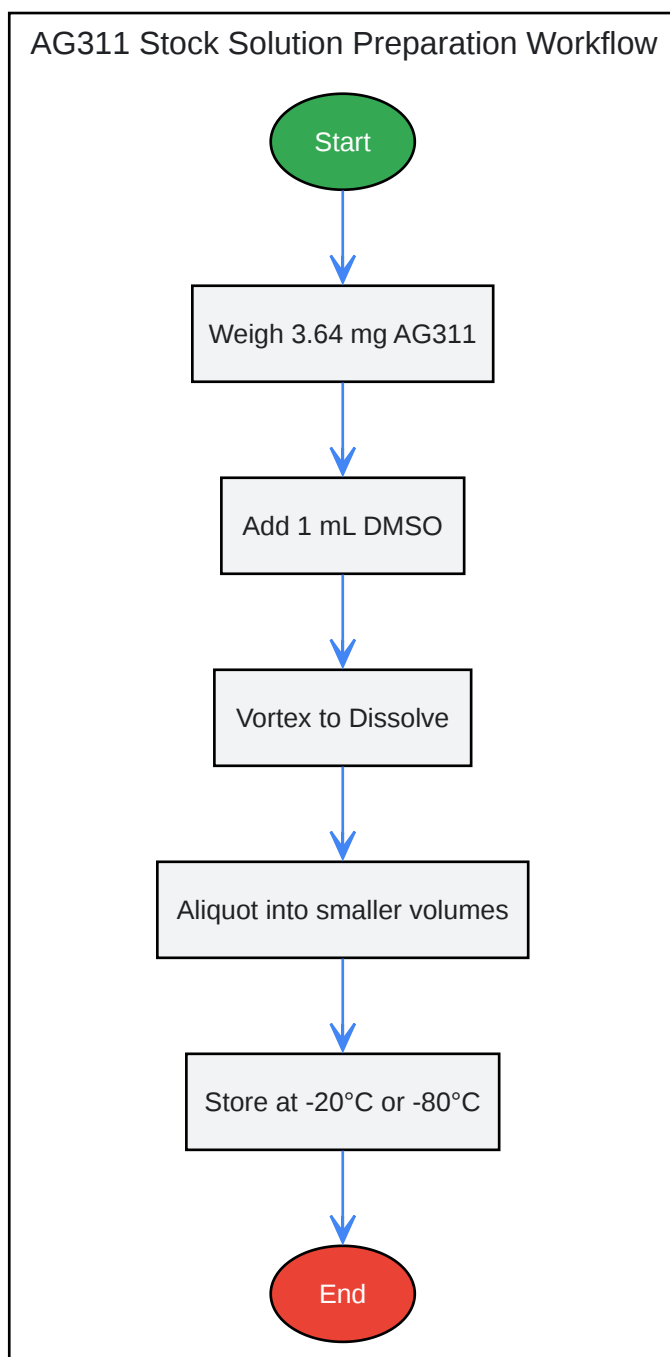 AG311 Stock Solution Preparation Workflow
Start
Weigh 3.64 mg AG311
Add 1 mL DMSO
Vortex to Dissolve
Aliquot into smaller volumes
Store at -20°C or -80°C
End